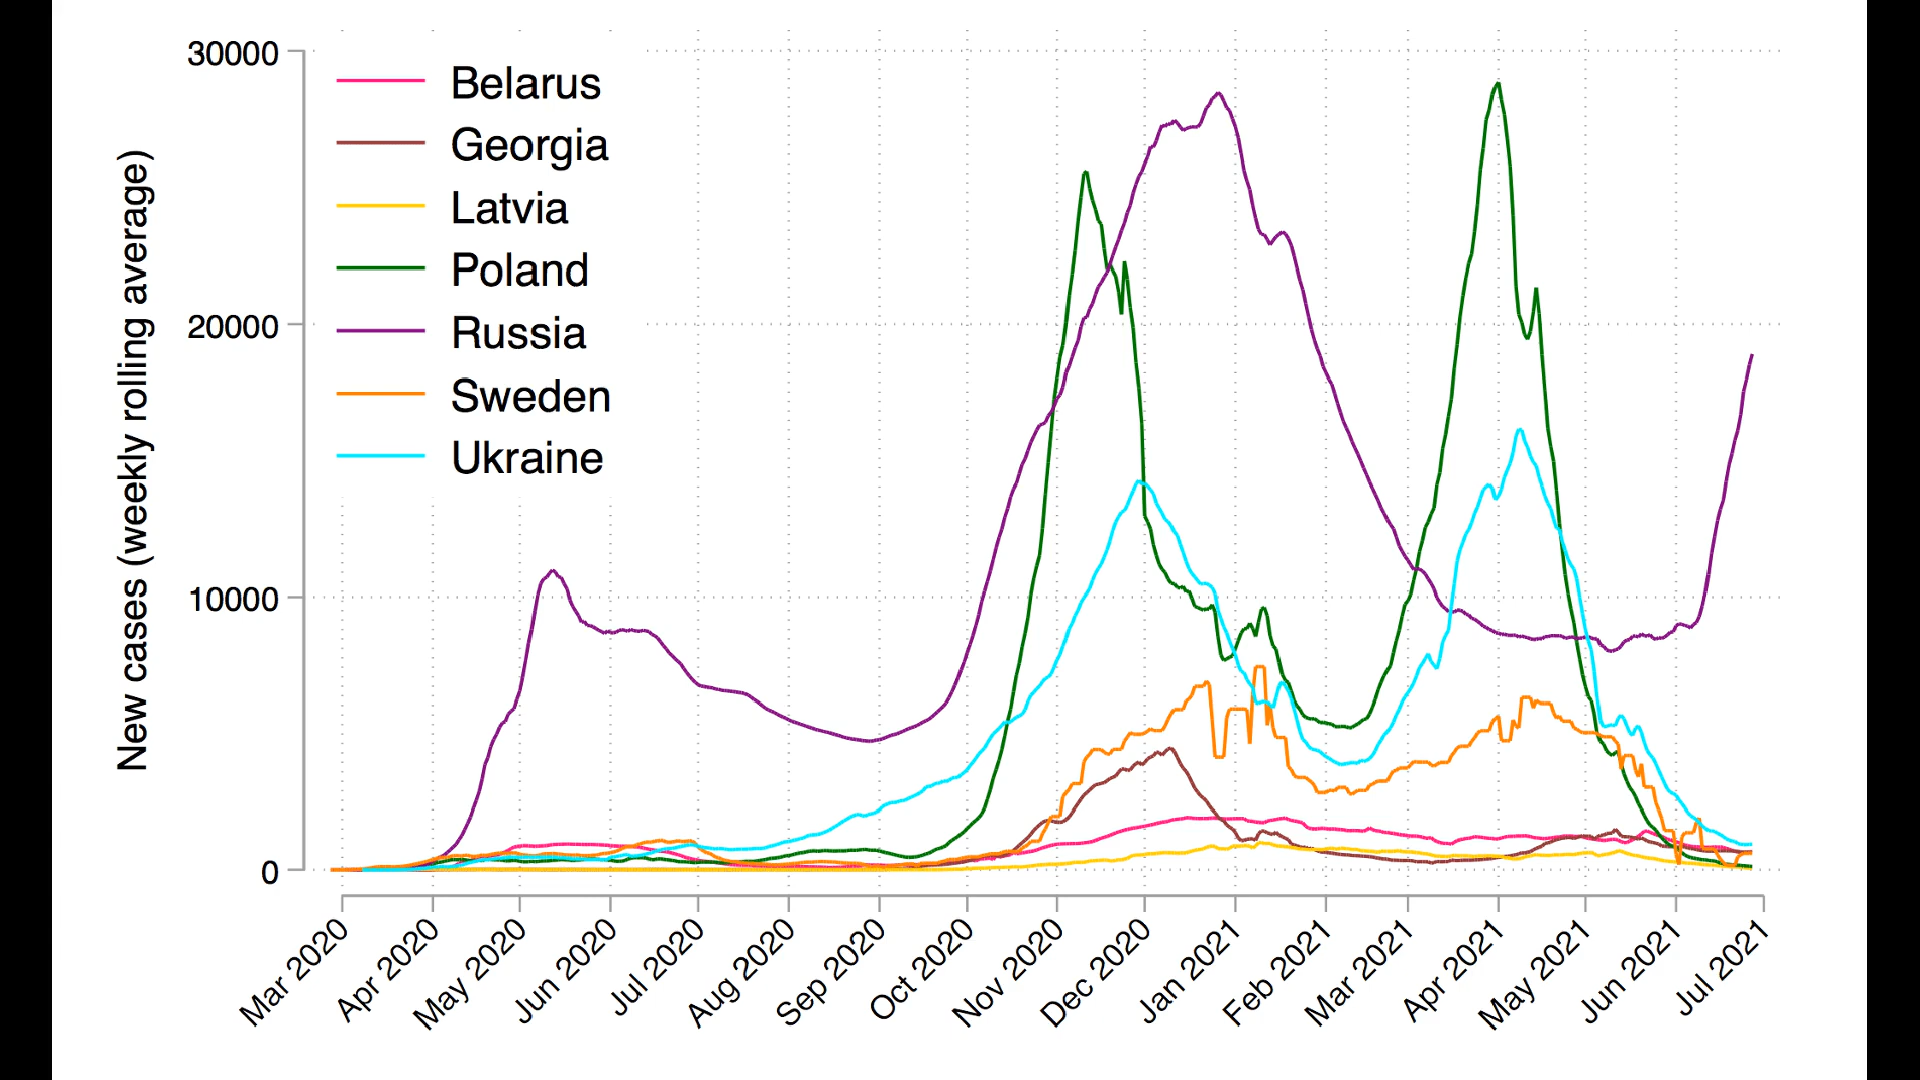 New cases (weekly rolling average)
30000
20000
10000
0
Belarus
Georgia
Latvia
Poland
Russia
Sweden
Ukraine
Mar 2020
Apr 2020
May 2020
Jun 2020
Jul 2020
Aug 2020
Sep 2020
Oct 2020
Nov 2020
Dec 2020
Jan 2021
Feb 2021
Mar 2021
Apr 2021
May 2021
Jun 2021
Jul 2021